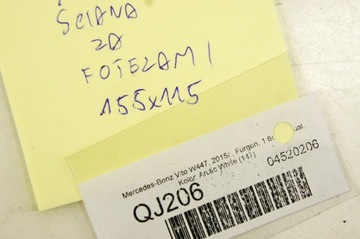 ŚCIANA
ZA
FOTELAMI
155x115
Mercedes-Benz Vito W447, 2015r., Furgon, 1.6
Kolor: Arctic White (147)
QJ206
04520206